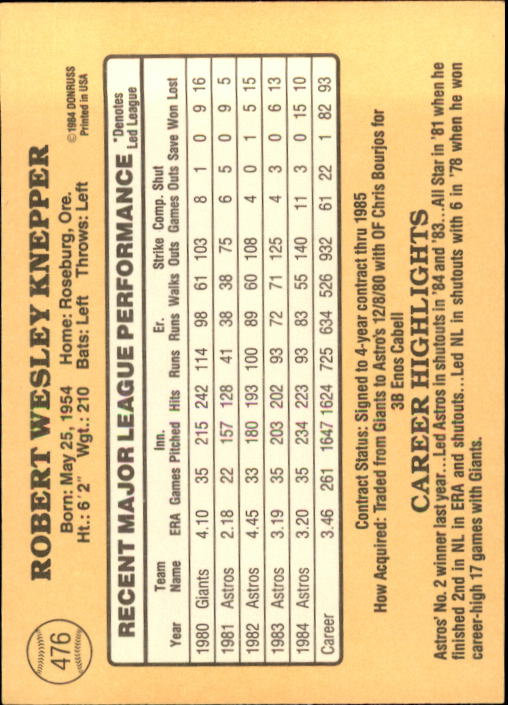 476
ROBERT WESLEY KNEPPER
©1984 DONRUSS
Printed in USA
Born: May 25, 1954 Home: Roseburg, Ore.
Ht.: 6'2" Wgt.: 210 Bats: Left Throws: Left
RECENT MAJOR LEAGUE PERFORMANCE *Denotes Led League
Year Team Name ERA Games Inn. Pitched Hits Runs Er. Runs Walks Strike Outs Comp. Games Shut Outs Save Won Lost
1980 Giants 4.10 35 215 242 114 98 61 103 8 1 0 9 16
1981 Astros 2.18 22 157 128 41 38 38 75 6 5 0 9 5
1982 Astros 4.45 33 180 193 100 89 60 108 4 0 1 5 15
1983 Astros 3.19 35 203 202 93 72 71 125 4 3 0 6 13
1984 Astros 3.20 35 234 223 93 83 55 140 11 3 0 15 10
Career 3.46 261 1647 1624 725 634 526 932 61 22 1 82 93
Contract Status: Signed to 4-year contract thru 1985
How Acquired: Traded from Giants to Astro's 12/8/80 with OF Chris Bourjos for
3B Enos Cabell
CAREER HIGHLIGHTS
Astros' No. 2 winner last year...Led Astros in shutouts in '84 and '83....All Star in '81 when he
finished 2nd in NL in ERA and shutouts...Led NL in shutouts with 6 in '78 when he won
career-high 17 games with Giants.